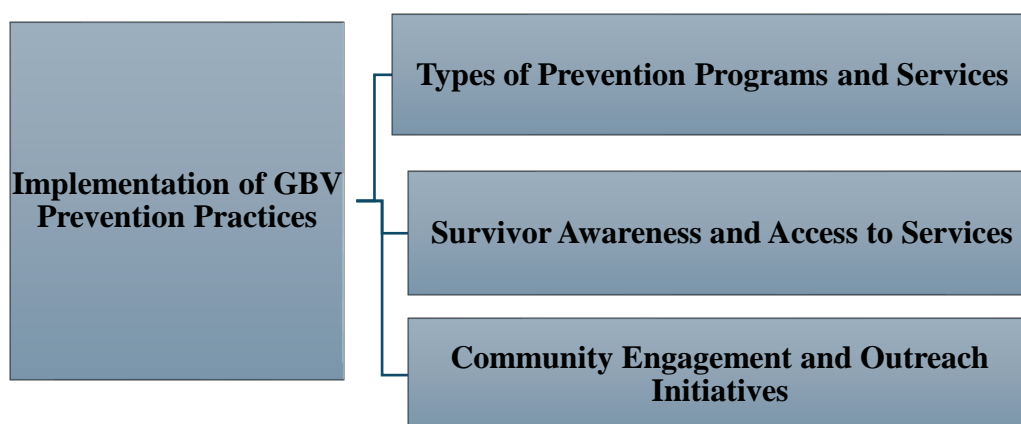 Types of Prevention Programs and Services
Implementation of GBV
Prevention Practices
Survivor Awareness and Access to Services
Community Engagement and Outreach
Initiatives